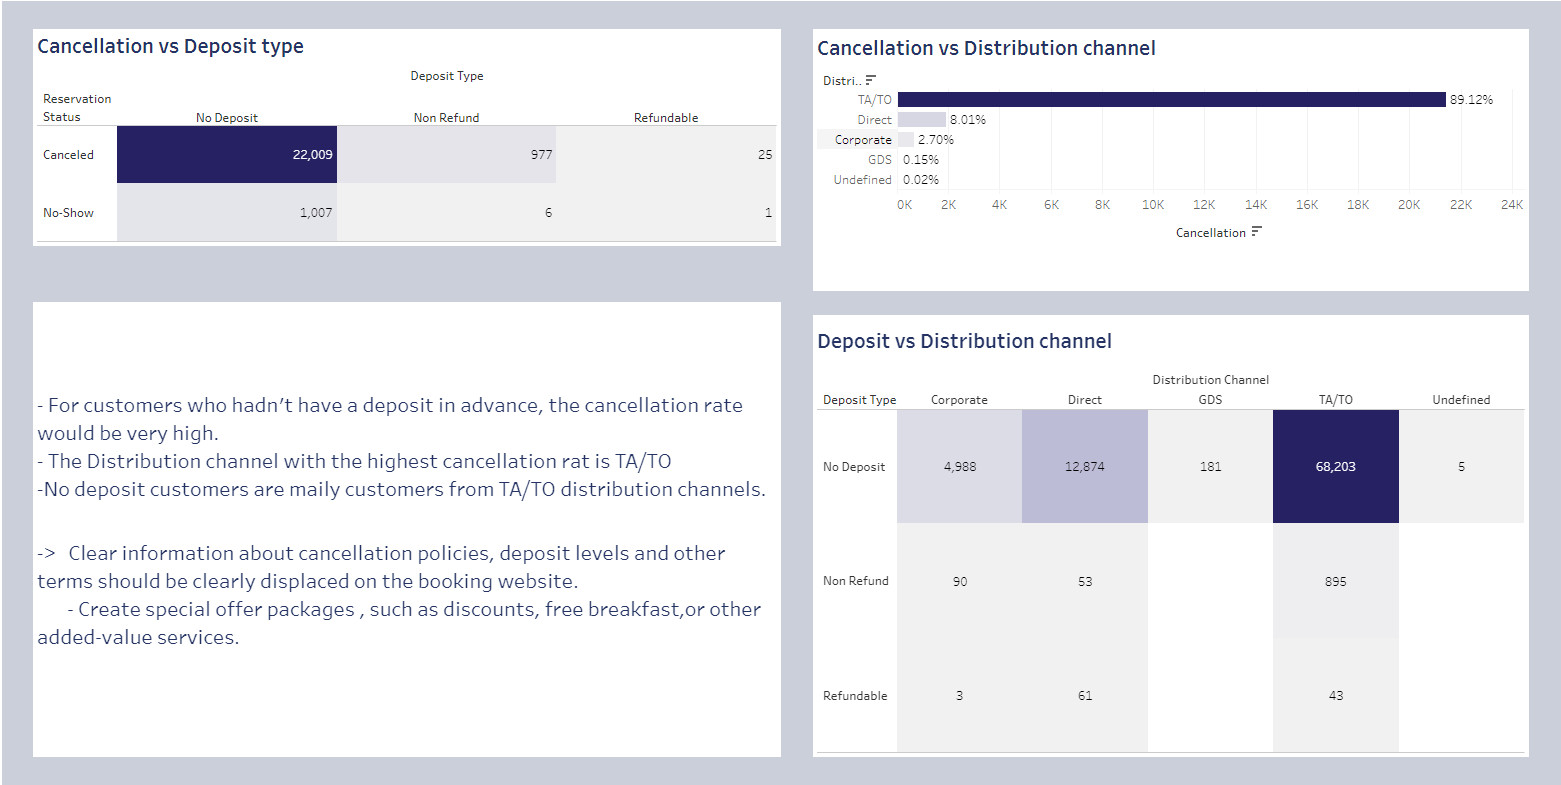 Cancellation vs Deposit type
Deposit Type
Reservation
Status No Deposit Non Refund Refundable
Canceled 22,009 977 25
No-Show 1,007 6 1
- For customers who hadn't have a deposit in advance, the cancellation rate
would be very high.
- The Distribution channel with the highest cancellation rat is TA/TO
-No deposit customers are maily customers from TA/TO distribution channels.
-> Clear information about cancellation policies, deposit levels and other
terms should be clearly displaced on the booking website.
- Create special offer packages , such as discounts, free breakfast,or other
added-value services.
Cancellation vs Distribution channel
Distri..
TA/TO 89.12%
Direct 8.01%
Corporate 2.70%
GDS 0.15%
Undefined 0.02%
0K 2K 4K 6K 8K 10K 12K 14K 16K 18K 20K 22K 24K
Cancellation
Deposit vs Distribution channel
Distribution Channel
Deposit Type Corporate Direct GDS TA/TO Undefined
No Deposit 4,988 12,874 181 68,203 5
Non Refund 90 53 895
Refundable 3 61 43